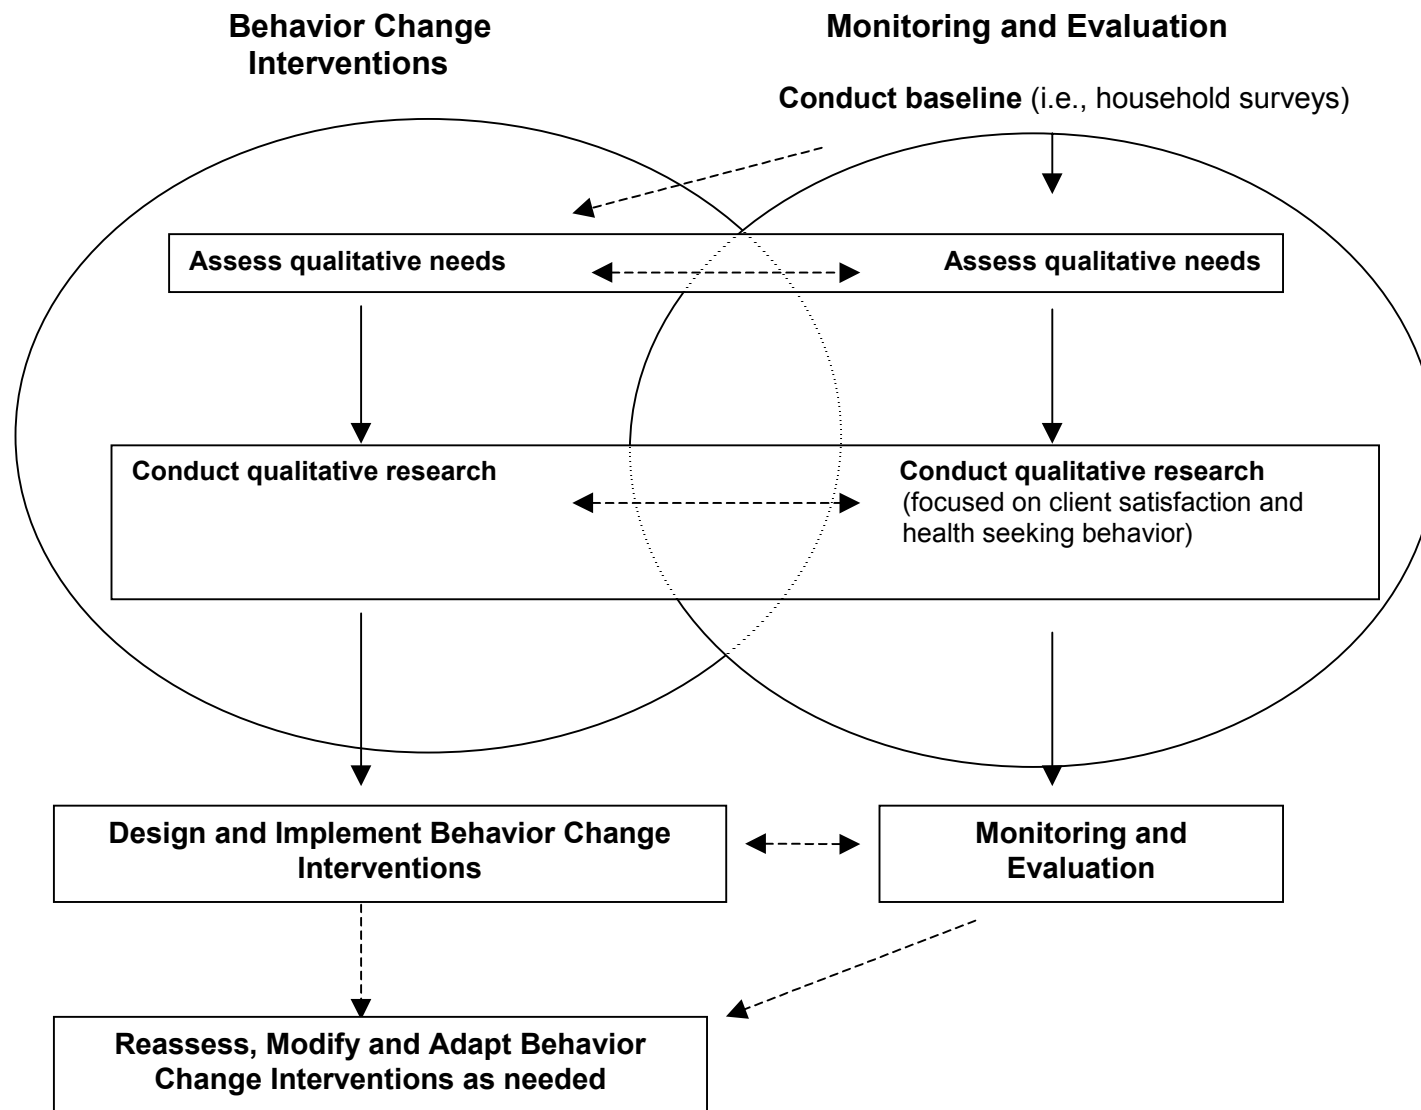 Behavior Change
Interventions
Monitoring and Evaluation
Conduct baseline (i.e., household surveys)
Assess qualitative needs
Assess qualitative needs
Conduct qualitative research
Conduct qualitative research
(focused on client satisfaction and
health seeking behavior)
Design and Implement Behavior Change
Interventions
Monitoring and
Evaluation
Reassess, Modify and Adapt Behavior
Change Interventions as needed